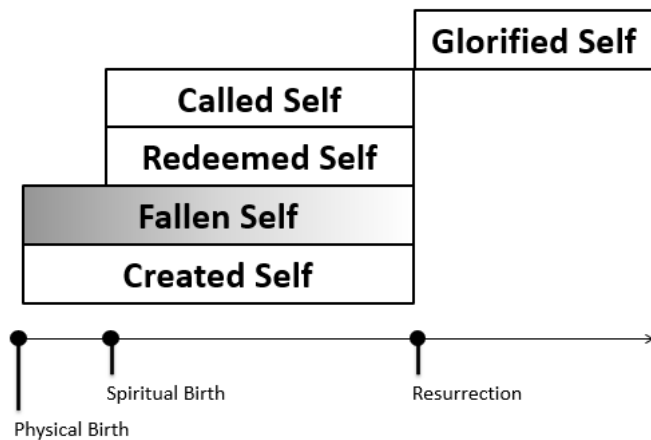 Glorified Self
Called Self
Redeemed Self
Fallen Self
Created Self
Spiritual Birth
Resurrection
Physical Birth